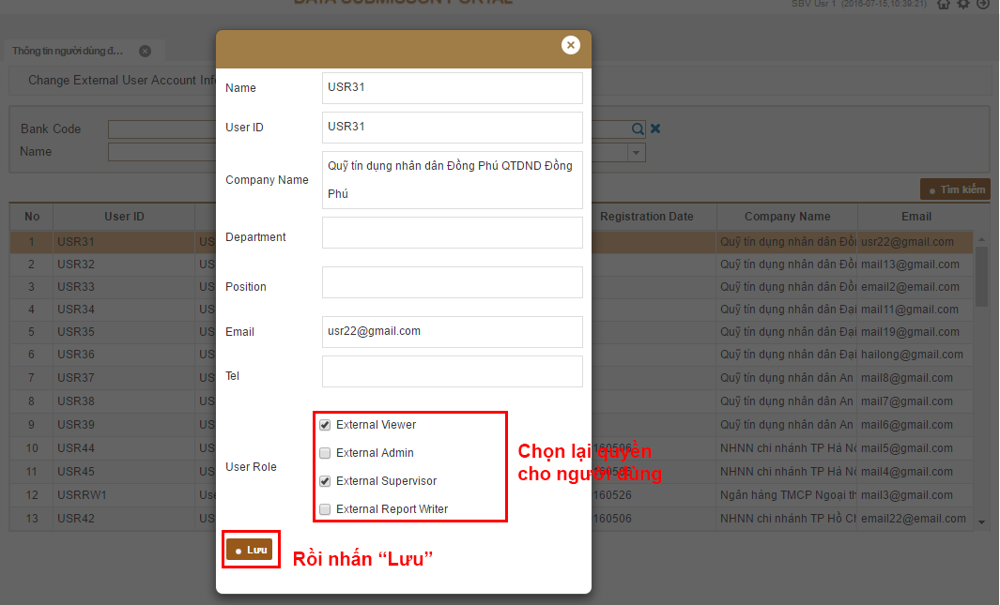 DATA SUBMISSON PORTAL
SBV Usr 1 (2016-07-15,10:39:21)
Thông tin người dùng đ...
Change External User Account Inf
Bank Code
Name
Tìm kiếm
Name USR31
User ID USR31
Company Name Quỹ tín dụng nhân dân Đồng Phú QTDND Đồng
Phú
Department
Position
Email usr22@gmail.com
Tel
User Role
External Viewer
External Admin
External Supervisor
External Report Writer
Chọn lại quyền
cho người dùng
Lưu
Rồi nhấn “Lưu”
No User ID Registration Date Company Name Email
1 USR31 US Quỹ tín dụng nhân dân Đồn usr22@gmail.com
2 USR32 US Quỹ tín dụng nhân dân Đồn mail13@gmail.com
3 USR33 US Quỹ tín dụng nhân dân Đồn email2@email.com
4 USR34 US Quỹ tín dụng nhân dân Đại mail11@gmail.com
5 USR35 US Quỹ tín dụng nhân dân Đại mail19@gmail.com
6 USR36 US Quỹ tín dụng nhân dân Đại hailong@gmail.com
7 USR37 US Quỹ tín dụng nhân dân An mail8@gmail.com
8 USR38 US Quỹ tín dụng nhân dân An mail7@gmail.com
9 USR39 US Quỹ tín dụng nhân dân An mail6@gmail.com
10 USR44 US 160506 NHNN chi nhánh TP Hà Nộ mail5@gmail.com
11 USR45 US 160506 NHNN chi nhánh TP Hà Nộ mail4@gmail.com
12 USRRW1 Use 160526 Ngân hàng TMCP Ngoại th mail3@gmail.com
13 USR42 US 160506 NHNN chi nhánh TP Hồ Ch email22@email.com